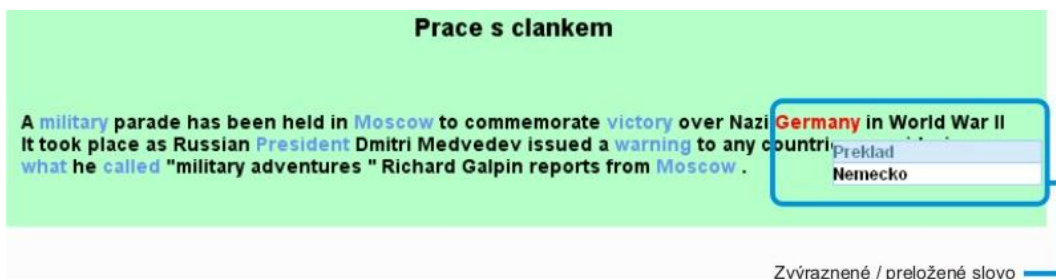 Prace s clankem
A military parade has been held in Moscow to commemorate victory over Nazi Germany in World War II
It took place as Russian President Dmitri Medvedev issued a warning to any
what he called "military adventures " Richard Galpin reports from Moscow .
Preklad
Nemecko
Zvýraznené / preložené slovo